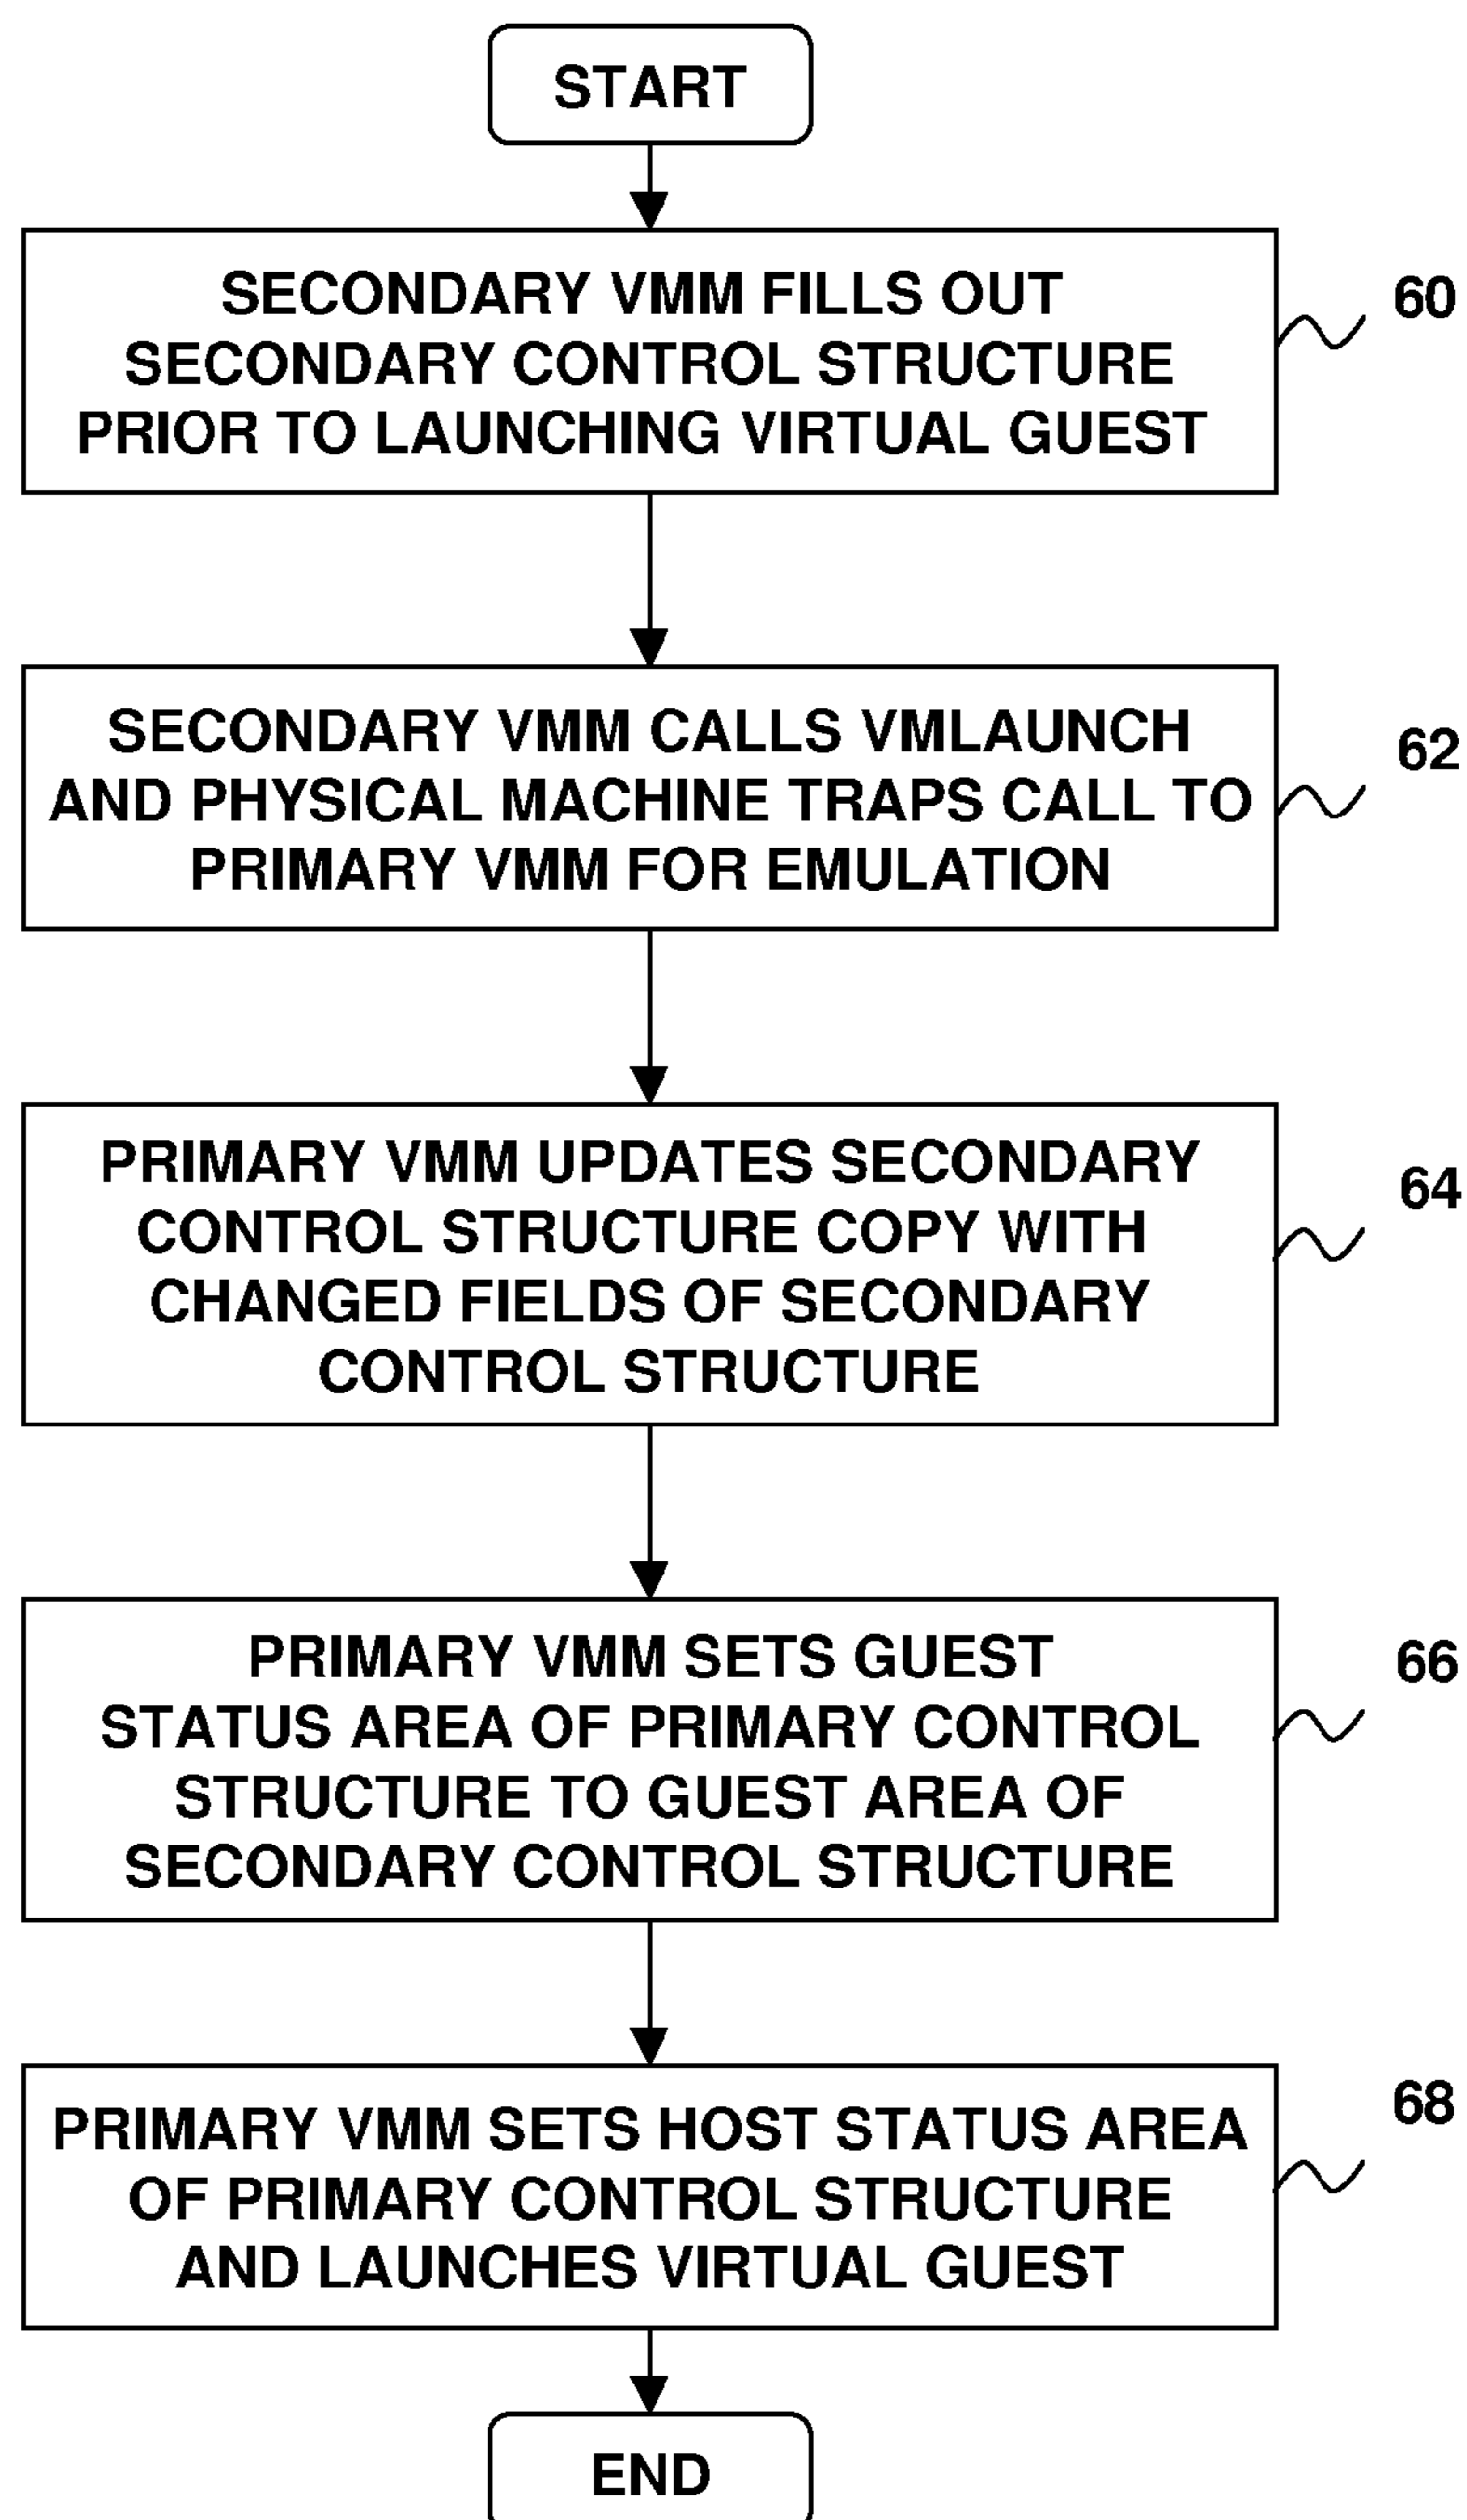 START
SECONDARY VMM FILLS OUT
SECONDARY CONTROL STRUCTURE
PRIOR TO LAUNCHING VIRTUAL GUEST
60
SECONDARY VMM CALLS VMLAUNCH
AND PHYSICAL MACHINE TRAPS CALL TO
PRIMARY VMM FOR EMULATION
62
PRIMARY VMM UPDATES SECONDARY
CONTROL STRUCTURE COPY WITH
CHANGED FIELDS OF SECONDARY
CONTROL STRUCTURE
64
PRIMARY VMM SETS GUEST
STATUS AREA OF PRIMARY CONTROL
STRUCTURE TO GUEST AREA OF
SECONDARY CONTROL STRUCTURE
66
PRIMARY VMM SETS HOST STATUS AREA
OF PRIMARY CONTROL STRUCTURE
AND LAUNCHES VIRTUAL GUEST
68
END